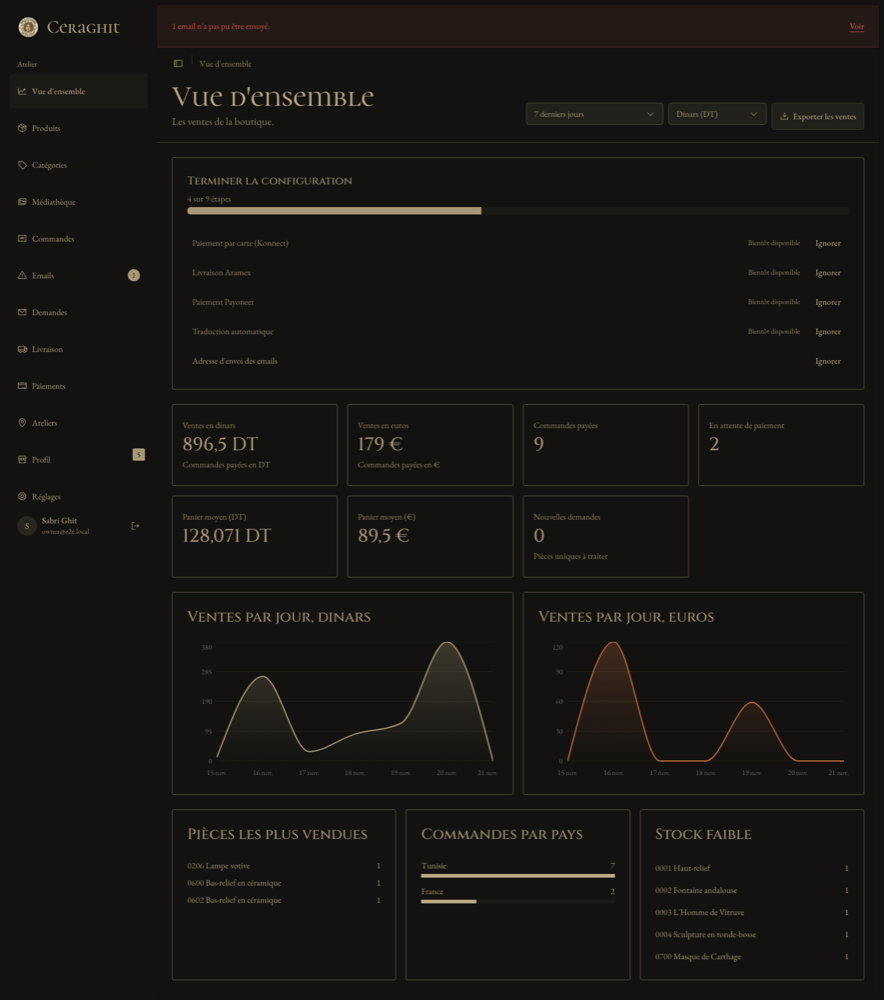 Ceraghit
1 email n'a pas pu être envoyé.
Voir
Atelier
Vue d'ensemble
Produits
Catégories
Médiathèque
Commandes
Emails
1
Demandes
Livraison
Paiements
Ateliers
Profil
5
Réglages
S
Sabri Ghit
owner@e2e.local
Vue d'ensemble
Vue d'ensemble
Les ventes de la boutique.
7 derniers jours
Dinars (DT)
Exporter les ventes
Terminer la configuration
4 sur 9 étapes
Paiement par carte (Konnect) Bientôt disponible Ignorer
Livraison Aramex Bientôt disponible Ignorer
Paiement Payoneer Bientôt disponible Ignorer
Traduction automatique Bientôt disponible Ignorer
Adresse d'envoi des emails Ignorer
Ventes en dinars
896,5 DT
Commandes payées en DT
Ventes en euros
179 €
Commandes payées en €
Commandes payées
9
En attente de paiement
2
Panier moyen (DT)
128,071 DT
Panier moyen (€)
89,5 €
Nouvelles demandes
0
Pièces uniques à traiter
Ventes par jour, dinars
380
285
190
95
0
15 nov. 16 nov. 17 nov. 18 nov. 19 nov. 20 nov. 21 nov.
Ventes par jour, euros
120
90
60
30
0
15 nov. 16 nov. 17 nov. 18 nov. 19 nov. 20 nov. 21 nov.
Pièces les plus vendues
0206 Lampe votive 1
0600 Bas-relief en céramique 1
0602 Bas-relief en céramique 1
Commandes par pays
Tunisie 7
France 2
Stock faible
0001 Haut-relief 1
0002 Fontaine andalouse 1
0003 L'Homme de Vitruve 1
0004 Sculpture en ronde-bosse 1
0700 Masque de Carthage 1